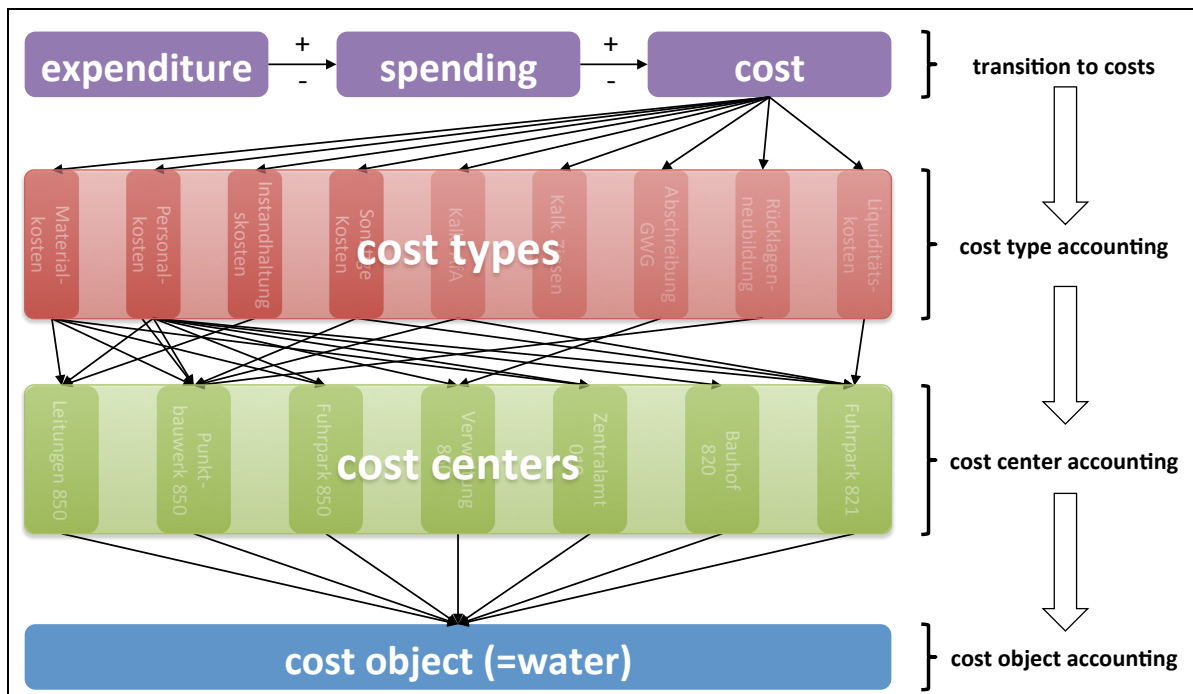 expenditure
+
-
spending
+
-
cost
transition to costs
Material-
kosten
Personal-
kosten
Instandhaltung
skosten
Sonstige
Kosten
Kalk.
Kalk. Zinsen
Abschreibung
GWG
Rücklagen-
neubildung
Liquiditäts-
kosten
cost types
cost type accounting
Leitungen 850
Punkt-
bauwerk 850
Fuhrpark 850
Verwaltung
Zentralamt
Bauhof
820
Fuhrpark 821
cost centers
cost center accounting
cost object (=water)
cost object accounting